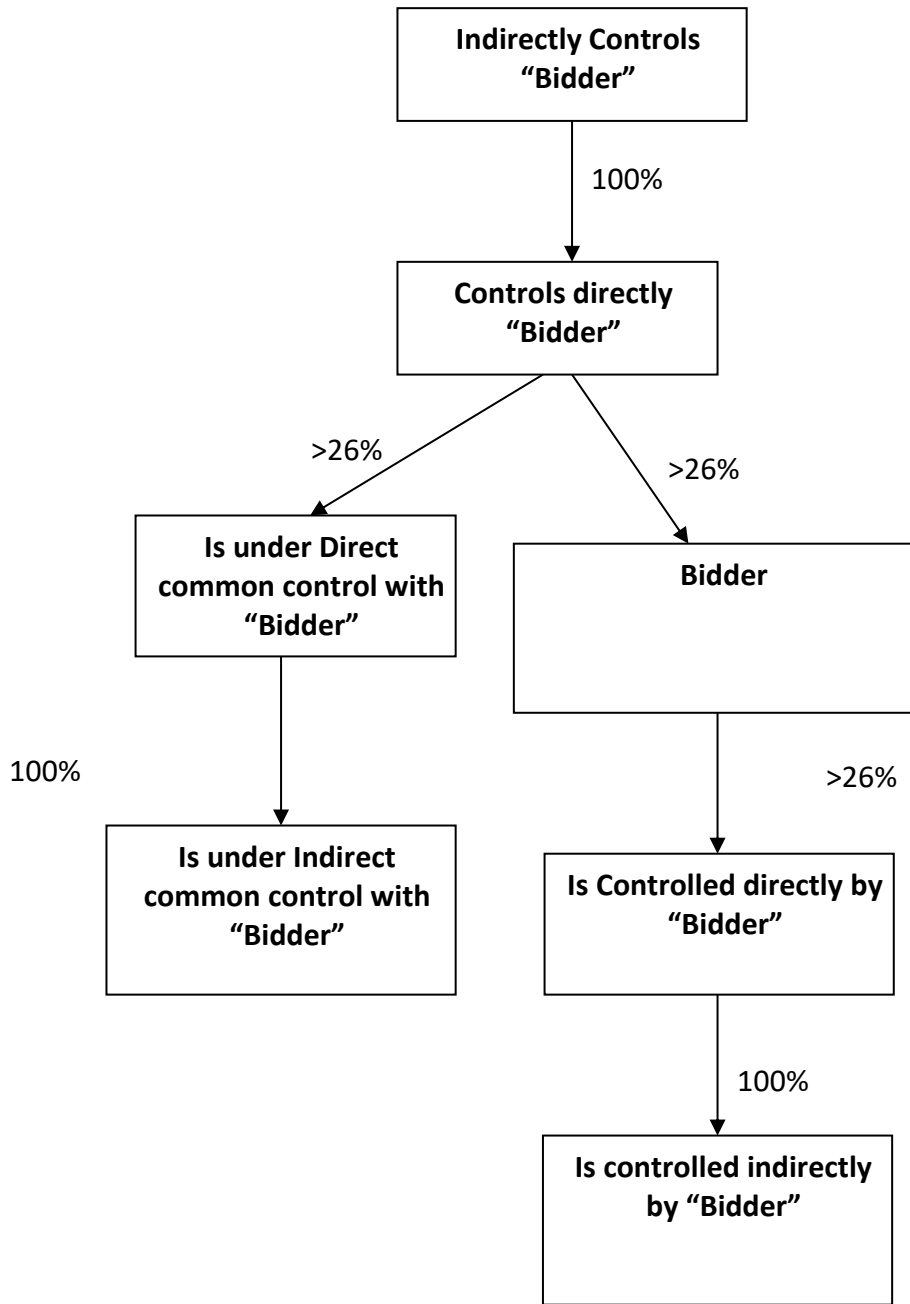 Indirectly Controls
“Bidder”
100%
Controls directly
“Bidder”
>26%
>26%
Is under Direct
common control with
“Bidder”
Bidder
100%
>26%
Is under Indirect
common control with
“Bidder”
Is Controlled directly by
“Bidder”
100%
Is controlled indirectly
by “Bidder”